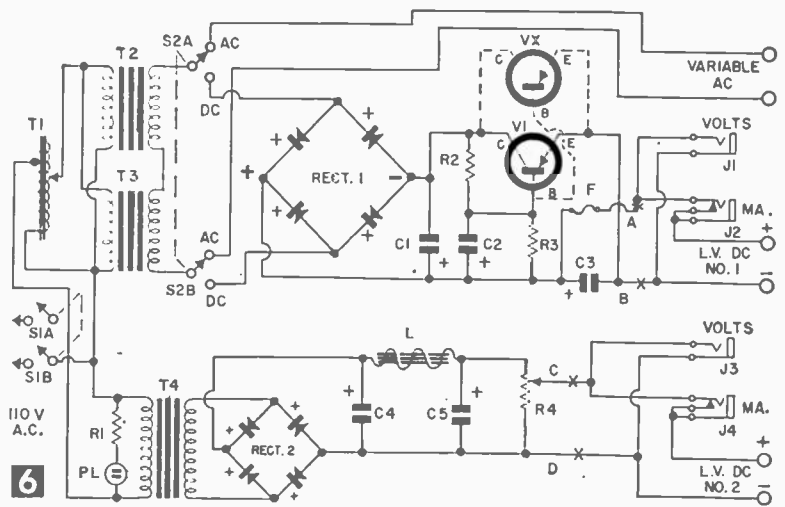 T2
S2A
AC
DC
VX
C
E
B
VARIABLE
AC
T1
T3
+
+
+
RECT. 1
−
+
+
R2
V1
C
E
B
F
A
VOLTS
J1
MA.
J2
+
L.V. DC
NO. 1
−
AC
S2B
DC
C1
+
C2
+
R3
C3
+
B
S1A
S1B
110 V
A.C.
R1
PL
T4
+
+
RECT. 2
+
+
L
+
C4
+
C5
R4
C
D
VOLTS
J3
MA.
J4
+
L.V. DC
NO. 2
−
6